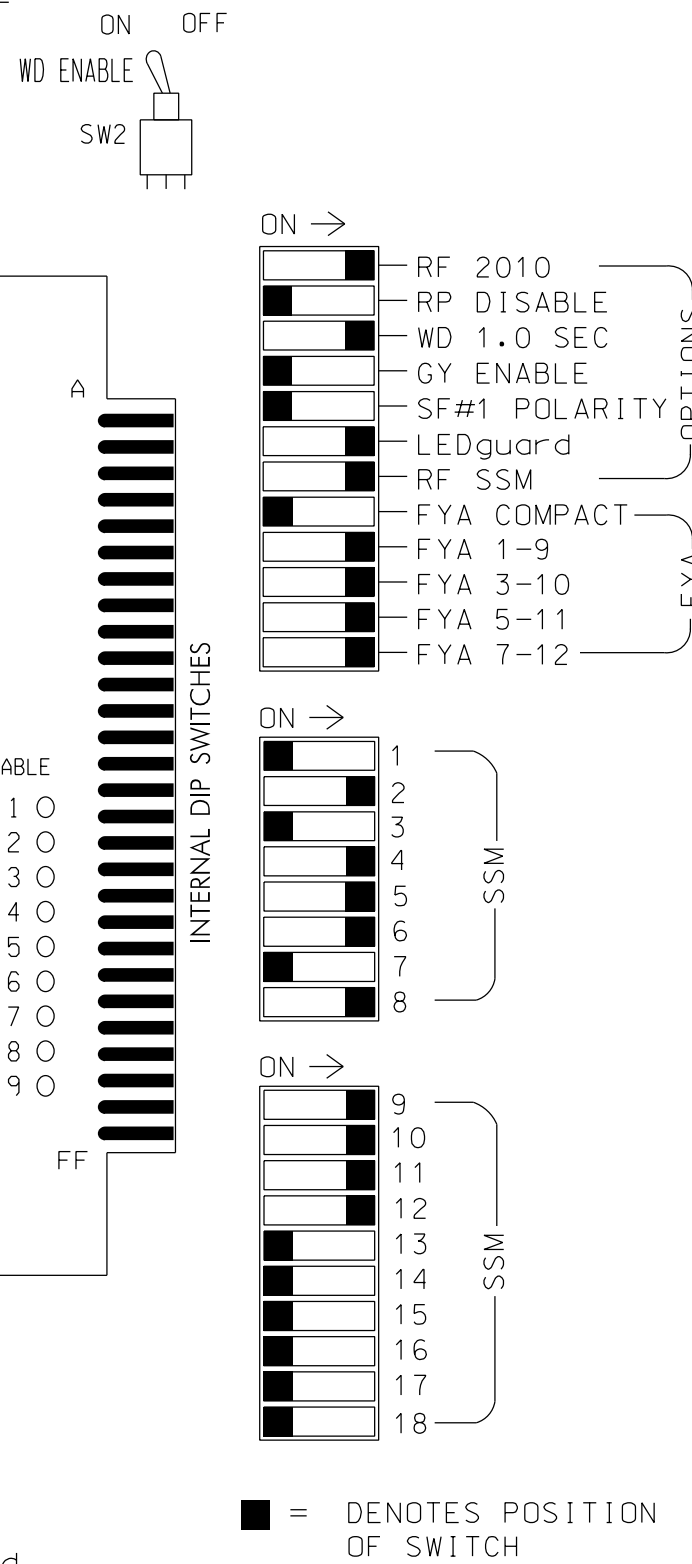 ON OFF
WD ENABLE
SW2
ON →
RF 2010
RP DISABLE
WD 1.0 SEC
GY ENABLE
SF#1 POLARITY
LEDguard
RF SSM
OPTIONS
FYA COMPACT
FYA 1-9
FYA 3-10
FYA 5-11
FYA 7-12
FYA
A
FF
INTERNAL DIP SWITCHES
ABLE
1
2
3
4
5
6
7
8
9
ON →
1
2
3
4
5
6
7
8
SSM
ON →
9
10
11
12
13
14
15
16
17
18
SSM
= DENOTES POSITION
OF SWITCH